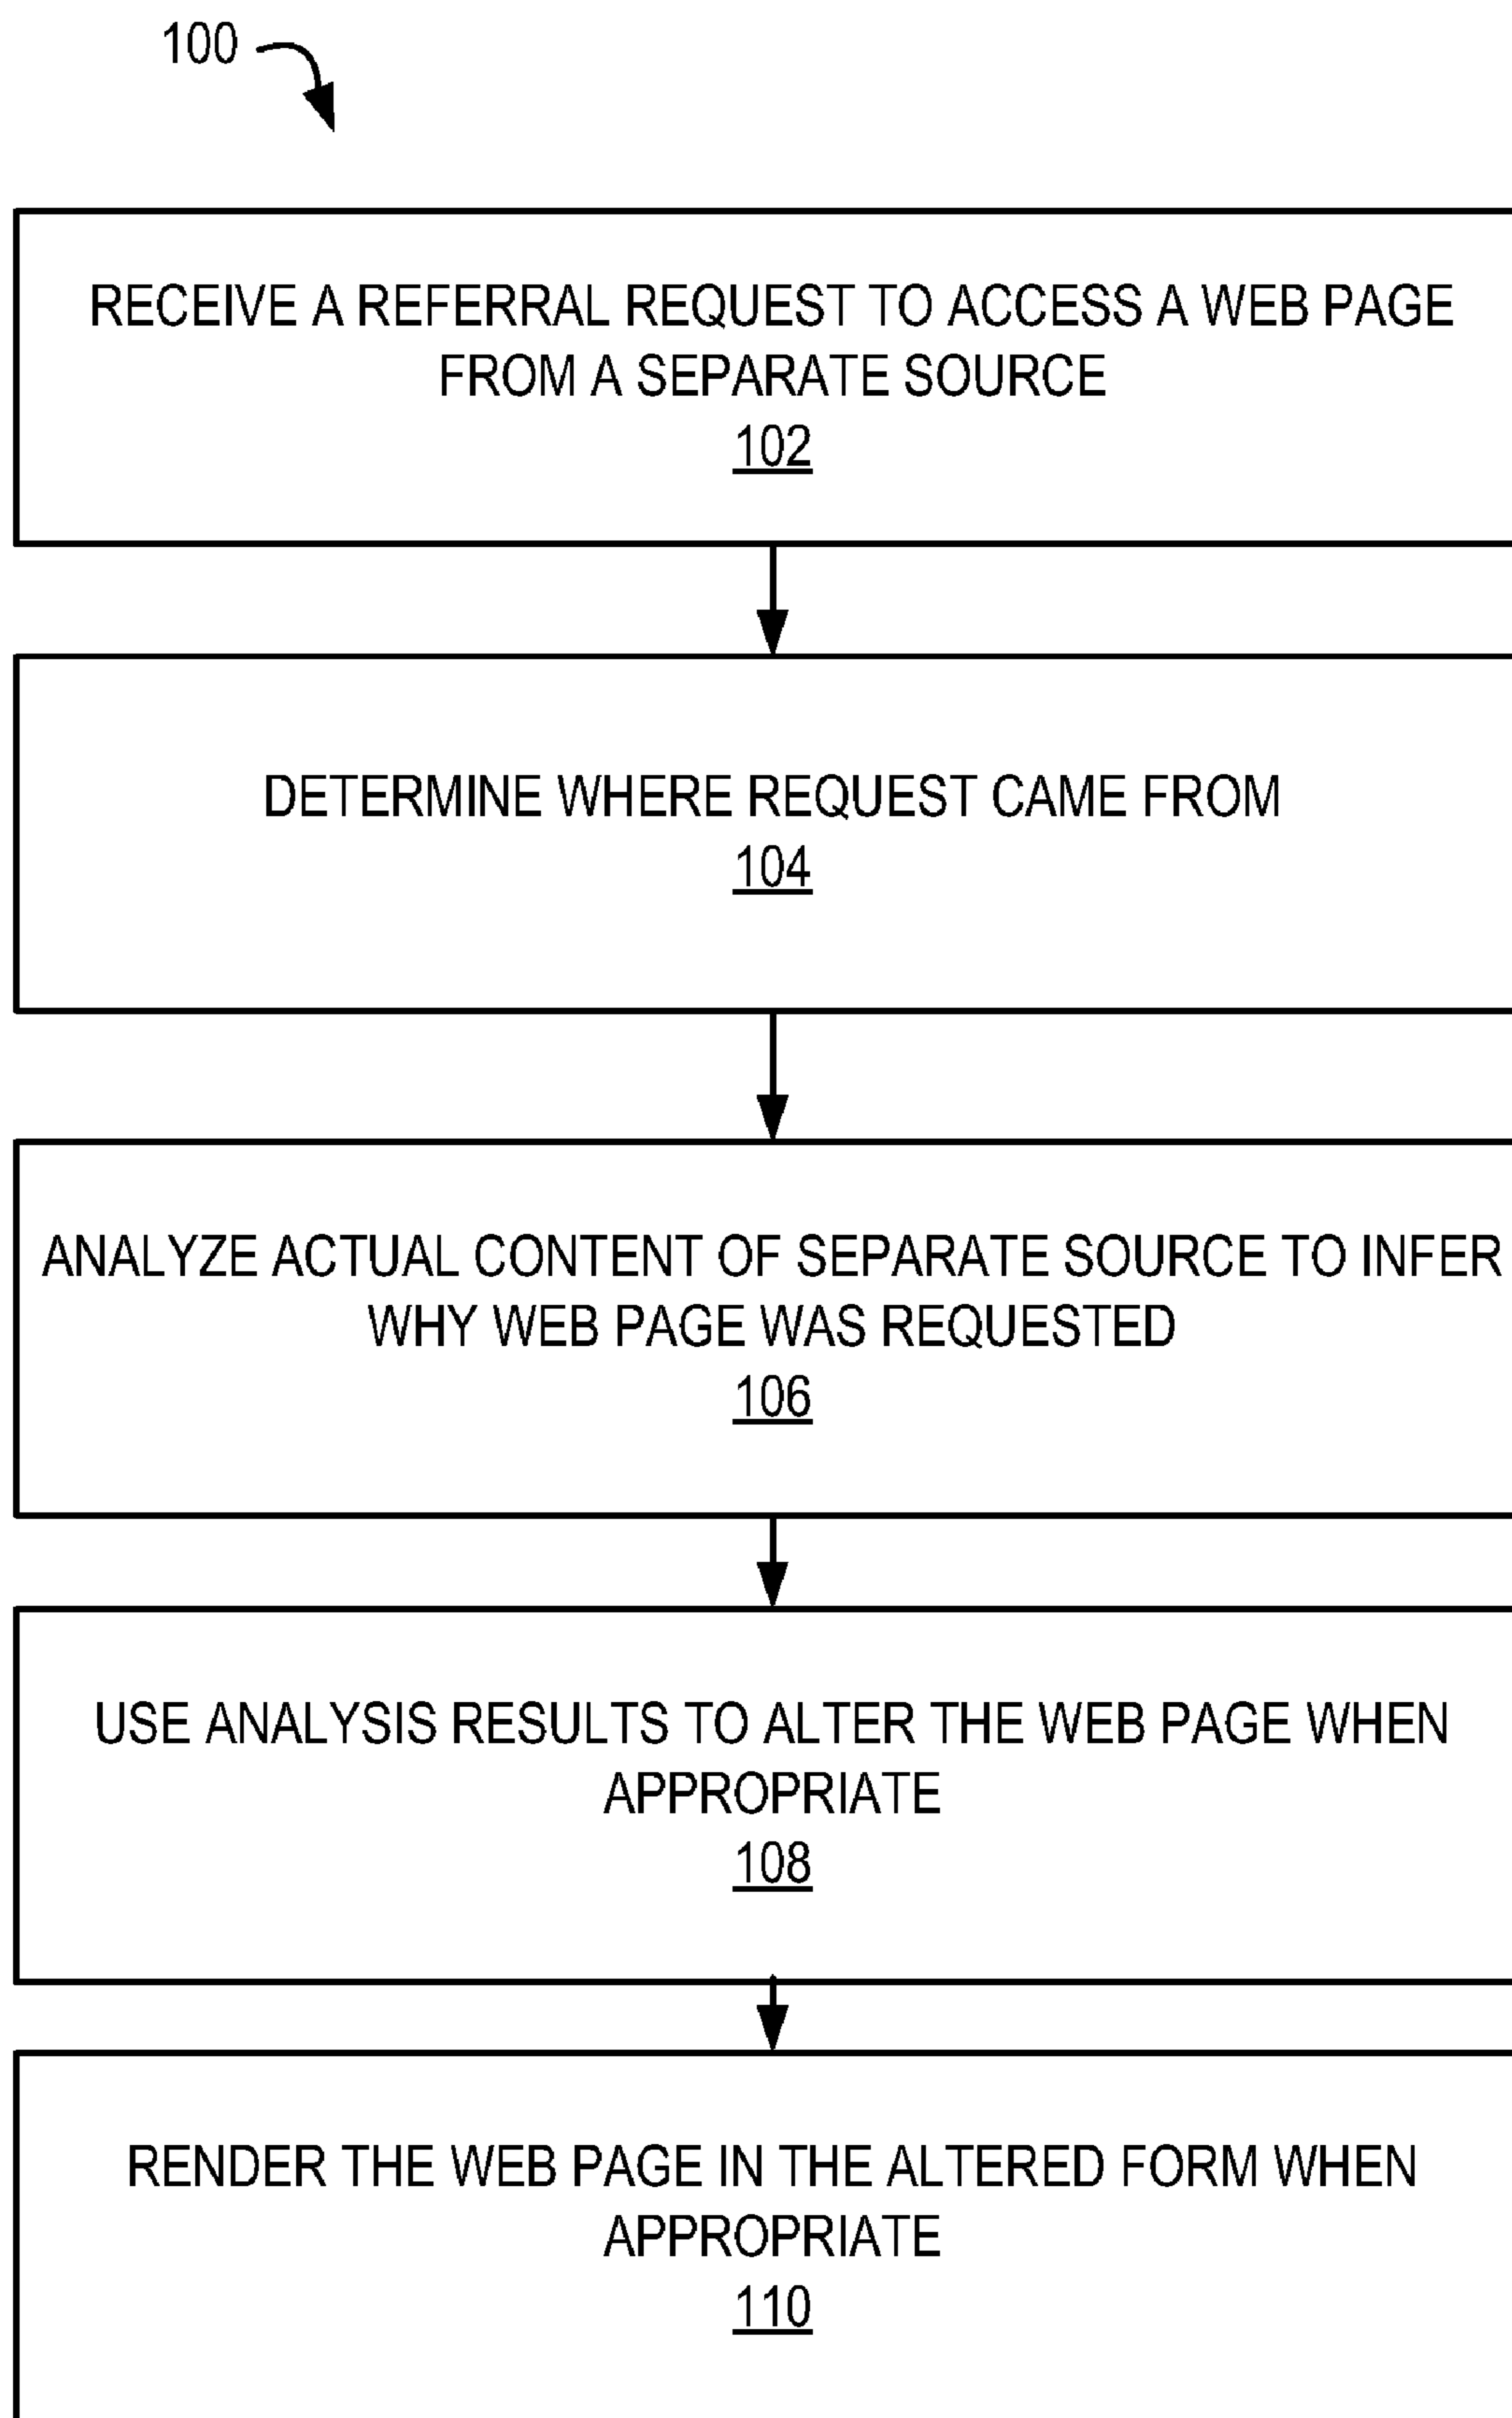 100
RECEIVE A REFERRAL REQUEST TO ACCESS A WEB PAGE
FROM A SEPARATE SOURCE
102
DETERMINE WHERE REQUEST CAME FROM
104
ANALYZE ACTUAL CONTENT OF SEPARATE SOURCE TO INFER
WHY WEB PAGE WAS REQUESTED
106
USE ANALYSIS RESULTS TO ALTER THE WEB PAGE WHEN
APPROPRIATE
108
RENDER THE WEB PAGE IN THE ALTERED FORM WHEN
APPROPRIATE
110